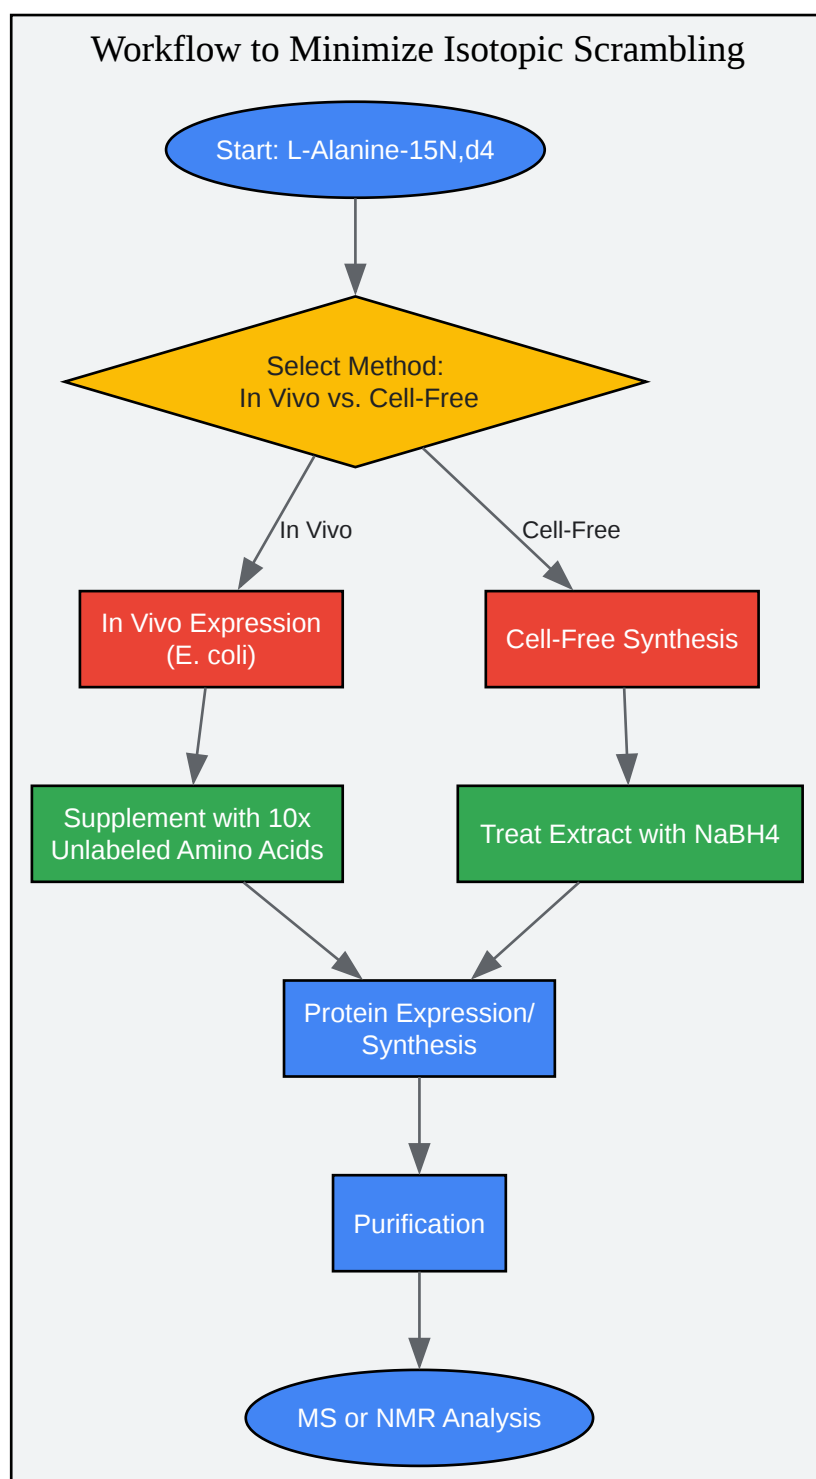 Workflow to Minimize Isotopic Scrambling
Start: L-Alanine-15N,d4
Select Method:
In Vivo vs. Cell-Free
In Vivo
Cell-Free
In Vivo Expression
(E. coli)
Cell-Free Synthesis
Supplement with 10x
Unlabeled Amino Acids
Treat Extract with NaBH4
Protein Expression/
Synthesis
Purification
MS or NMR Analysis